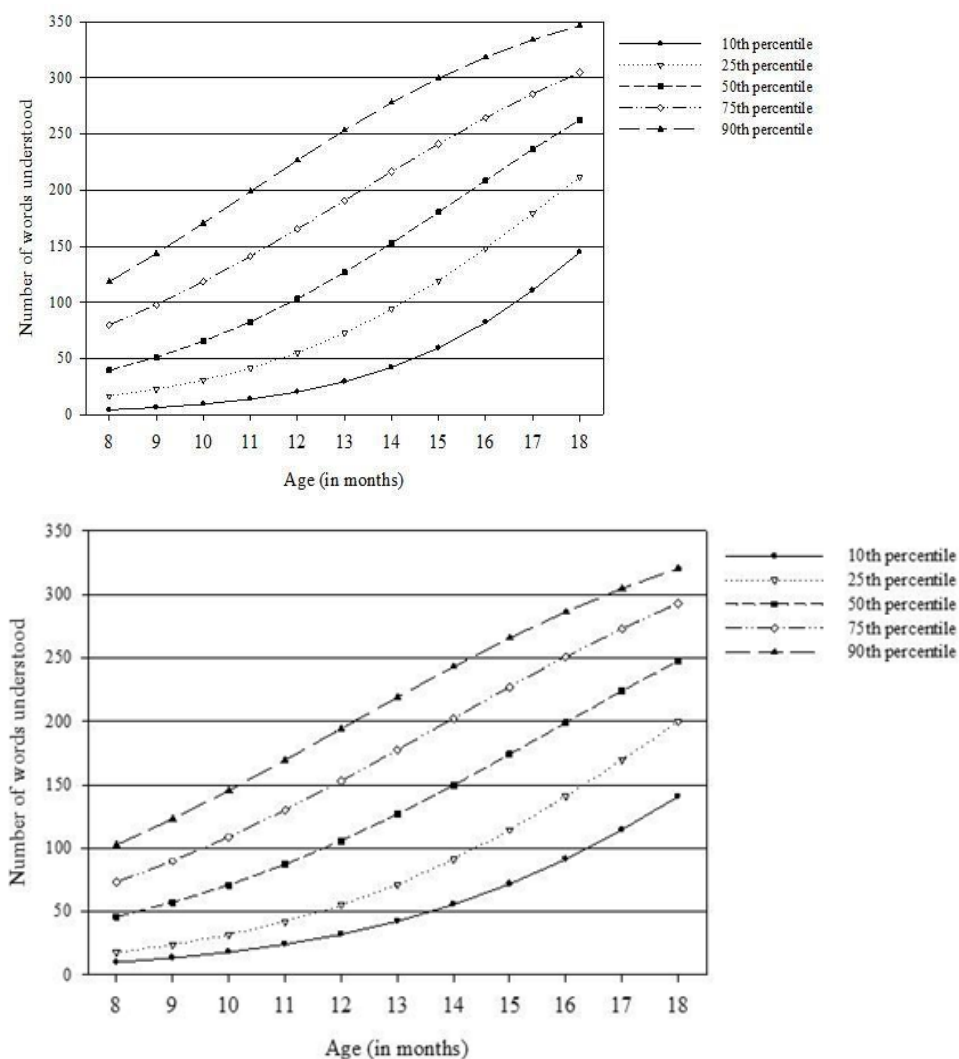 350
300
250
200
150
100
50
0
Number of words understood
8 9 10 11 12 13 14 15 16 17 18
Age (in months)
10th percentile
25th percentile
50th percentile
75th percentile
90th percentile
350
300
250
200
150
100
50
0
Number of words understood
8 9 10 11 12 13 14 15 16 17 18
Age (in months)
10th percentile
25th percentile
50th percentile
75th percentile
90th percentile